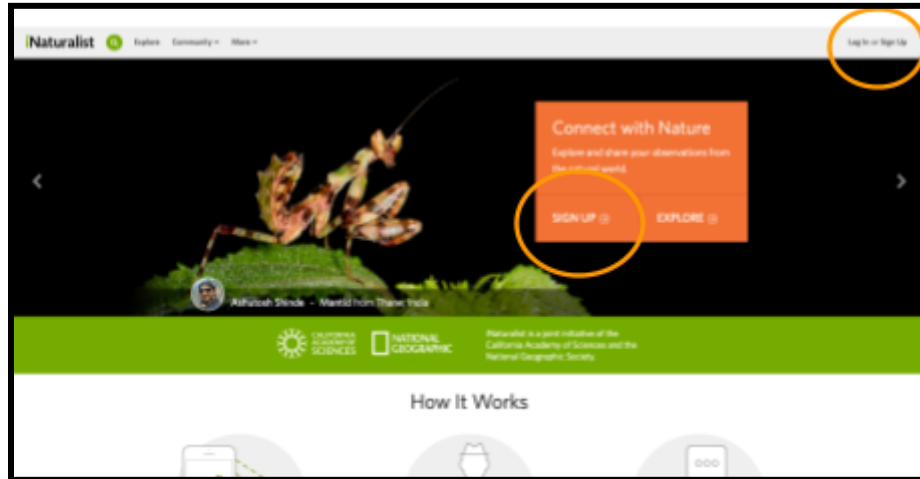 iNaturalist Explore Community More Log In or Sign Up
Connect with Nature
Explore and share your observations from
the natural world.
SIGN UP EXPLORE
Ashutosh Shinde - Mantid from Thane, India
CALIFORNIA
ACADEMY OF
SCIENCES
NATIONAL
GEOGRAPHIC
iNaturalist is a joint initiative of the
California Academy of Sciences and the
National Geographic Society.
How It Works